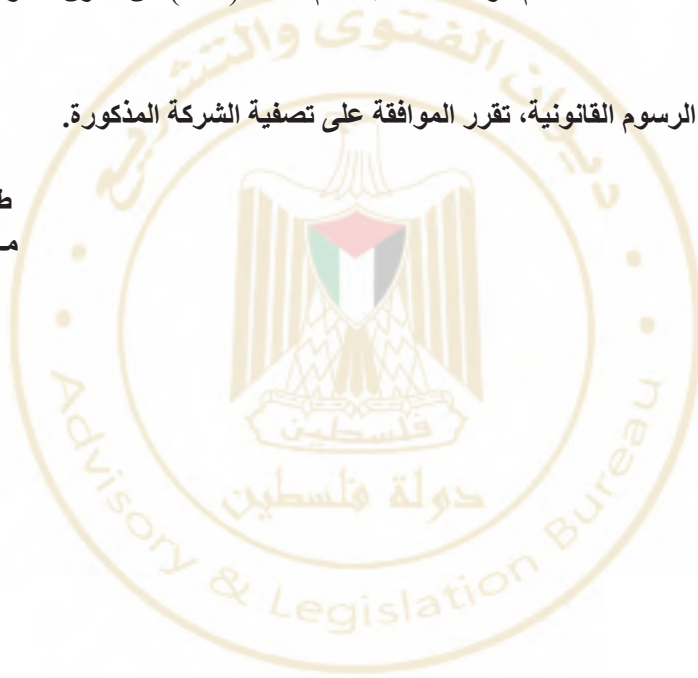 الرسوم القانونية، تقرر الموافقة على تصفية الشركة المذكورة.
ديوان الفتوى والتشريع
فلسطين
دولة فلسطين
Advisory & Legislation Bureau